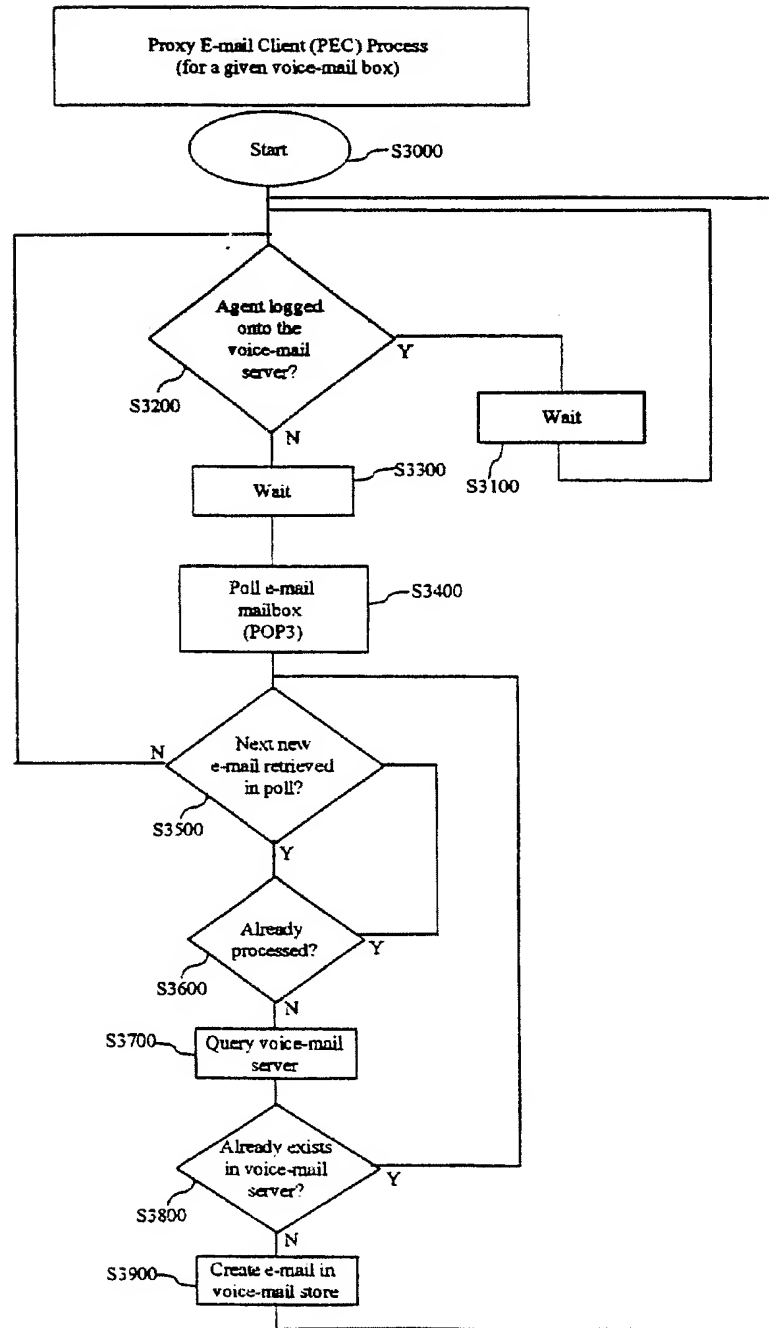 Proxy E-mail Client (PEC) Process
(for a given voice-mail box)
Start
S3000
Agent logged
onto the
voice-mail
server?
Y
S3200
N
Wait
S3100
Wait
S3300
Poll e-mail
mailbox
(POP3)
S3400
N
Next new
e-mail retrieved
in poll?
S3500
Y
Already
processed?
Y
S3600
N
S3700
Query voice-mail
server
Already exists
in voice-mail
server?
Y
S3800
N
S3900
Create e-mail in
voice-mail store